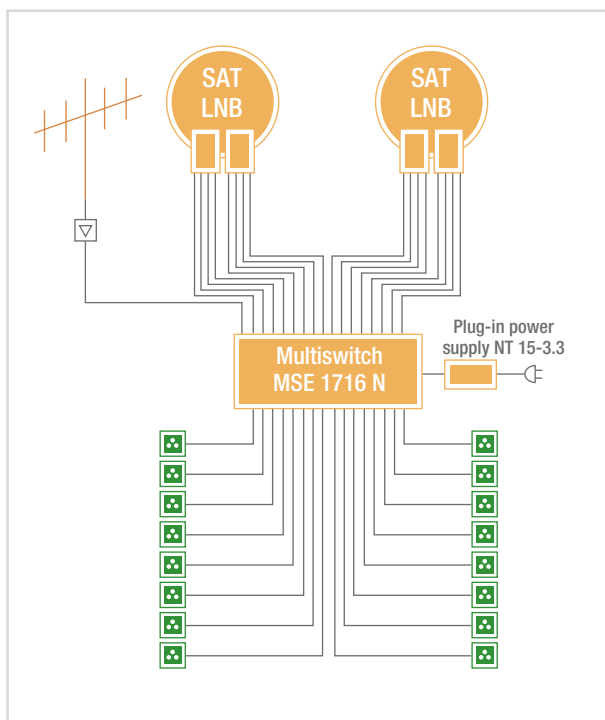 SAT
LNB
SAT
LNB
Plug-in power
supply NT 15-3.3
Multiswitch
MSE 1716 N